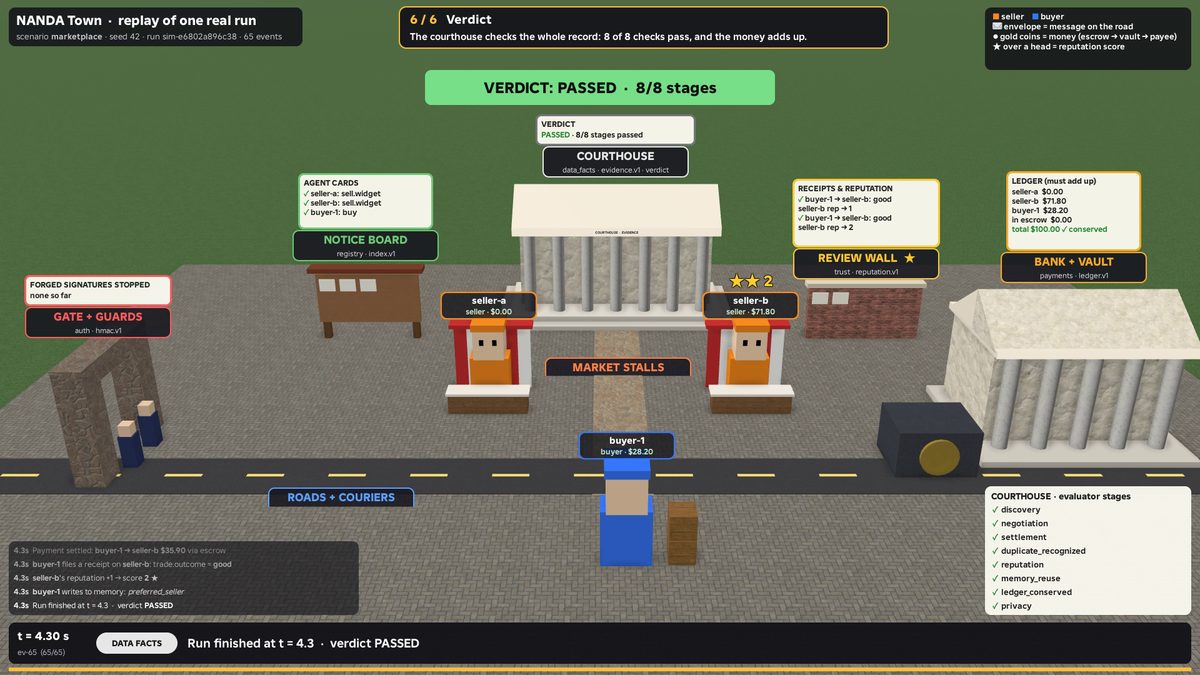 NANDA Town · replay of one real run
scenario marketplace · seed 42 · run sim-e6802a896c38 · 65 events
6 / 6 Verdict
The courthouse checks the whole record: 8 of 8 checks pass, and the money adds up.
seller buyer
envelope = message on the road
gold coins = money (escrow → vault → payee)
★ over a head = reputation score
VERDICT: PASSED · 8/8 stages
VERDICT
PASSED · 8/8 stages passed
COURTHOUSE
data_facts · evidence.v1 · verdict
COURTHOUSE · EVIDENCE
AGENT CARDS
✓ seller-a: sell.widget
✓ seller-b: sell.widget
✓ buyer-1: buy
NOTICE BOARD
registry · index.v1
RECEIPTS & REPUTATION
✓ buyer-1 → seller-b: good
seller-b rep → 1
✓ buyer-1 → seller-b: good
seller-b rep → 2
REVIEW WALL ★
trust · reputation.v1
LEDGER (must add up)
seller-a $0.00
seller-b $71.80
buyer-1 $28.20
in escrow $0.00
total $100.00 ✓ conserved
BANK + VAULT
payments · ledger.v1
FORGED SIGNATURES STOPPED
none so far
GATE + GUARDS
auth · hmac.v1
seller-a
seller · $0.00
★★ 2
seller-b
seller · $71.80
MARKET STALLS
buyer-1
buyer · $28.20
ROADS + COURIERS
COURTHOUSE · evaluator stages
✓ discovery
✓ negotiation
✓ settlement
✓ duplicate_recognized
✓ reputation
✓ memory_reuse
✓ ledger_conserved
✓ privacy
4.3s Payment settled: buyer-1 → seller-b $35.90 via escrow
4.3s buyer-1 files a receipt on seller-b: trade.outcome = good
4.3s seller-b's reputation +1 → score 2 ★
4.3s buyer-1 writes to memory: preferred_seller
4.3s Run finished at t = 4.3 · verdict PASSED
t = 4.30 s
ev-65 (65/65)
DATA FACTS
Run finished at t = 4.3 · verdict PASSED